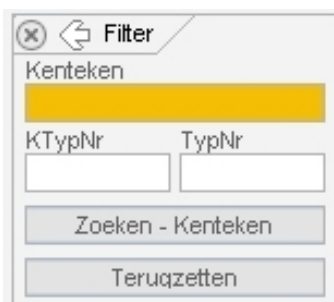 Filter
Kenteken
KTypNr TypNr
Zoeken - Kenteken
Terugzetten